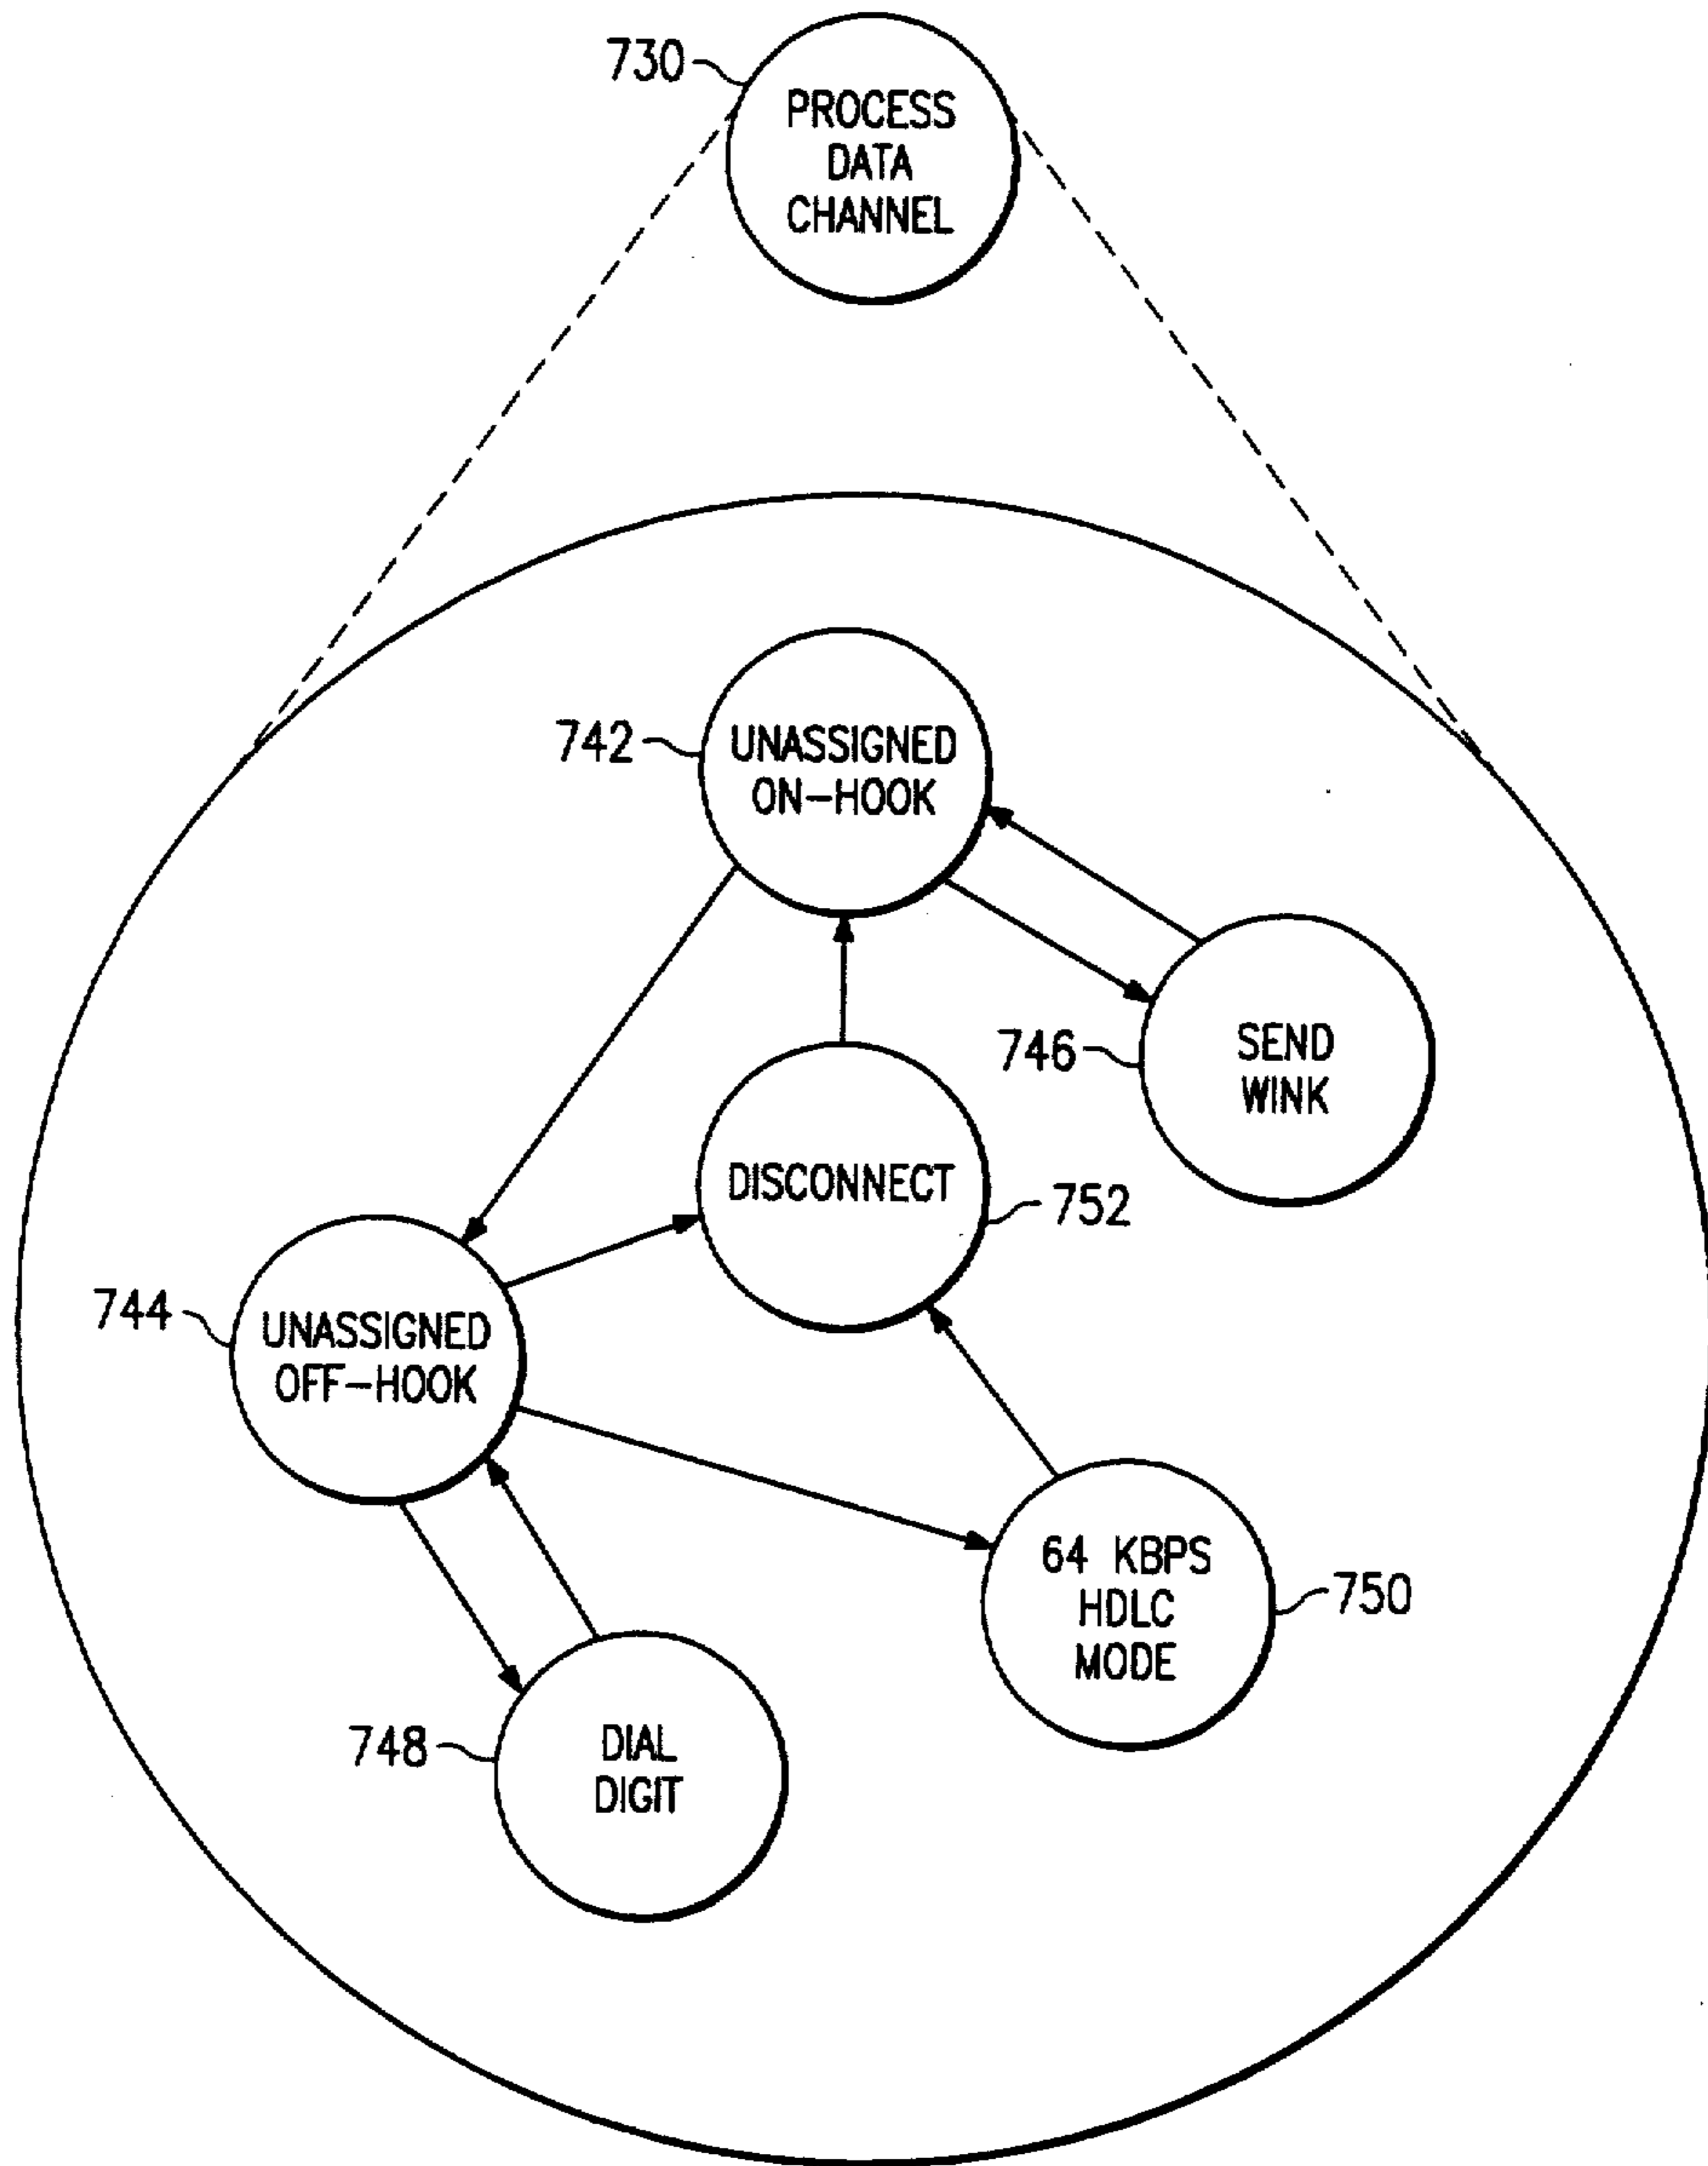 730
PROCESS
DATA
CHANNEL
742
UNASSIGNED
ON-HOOK
746
SEND
WINK
DISCONNECT
752
744
UNASSIGNED
OFF-HOOK
64 KBPS
HDLC
MODE
750
748
DIAL
DIGIT